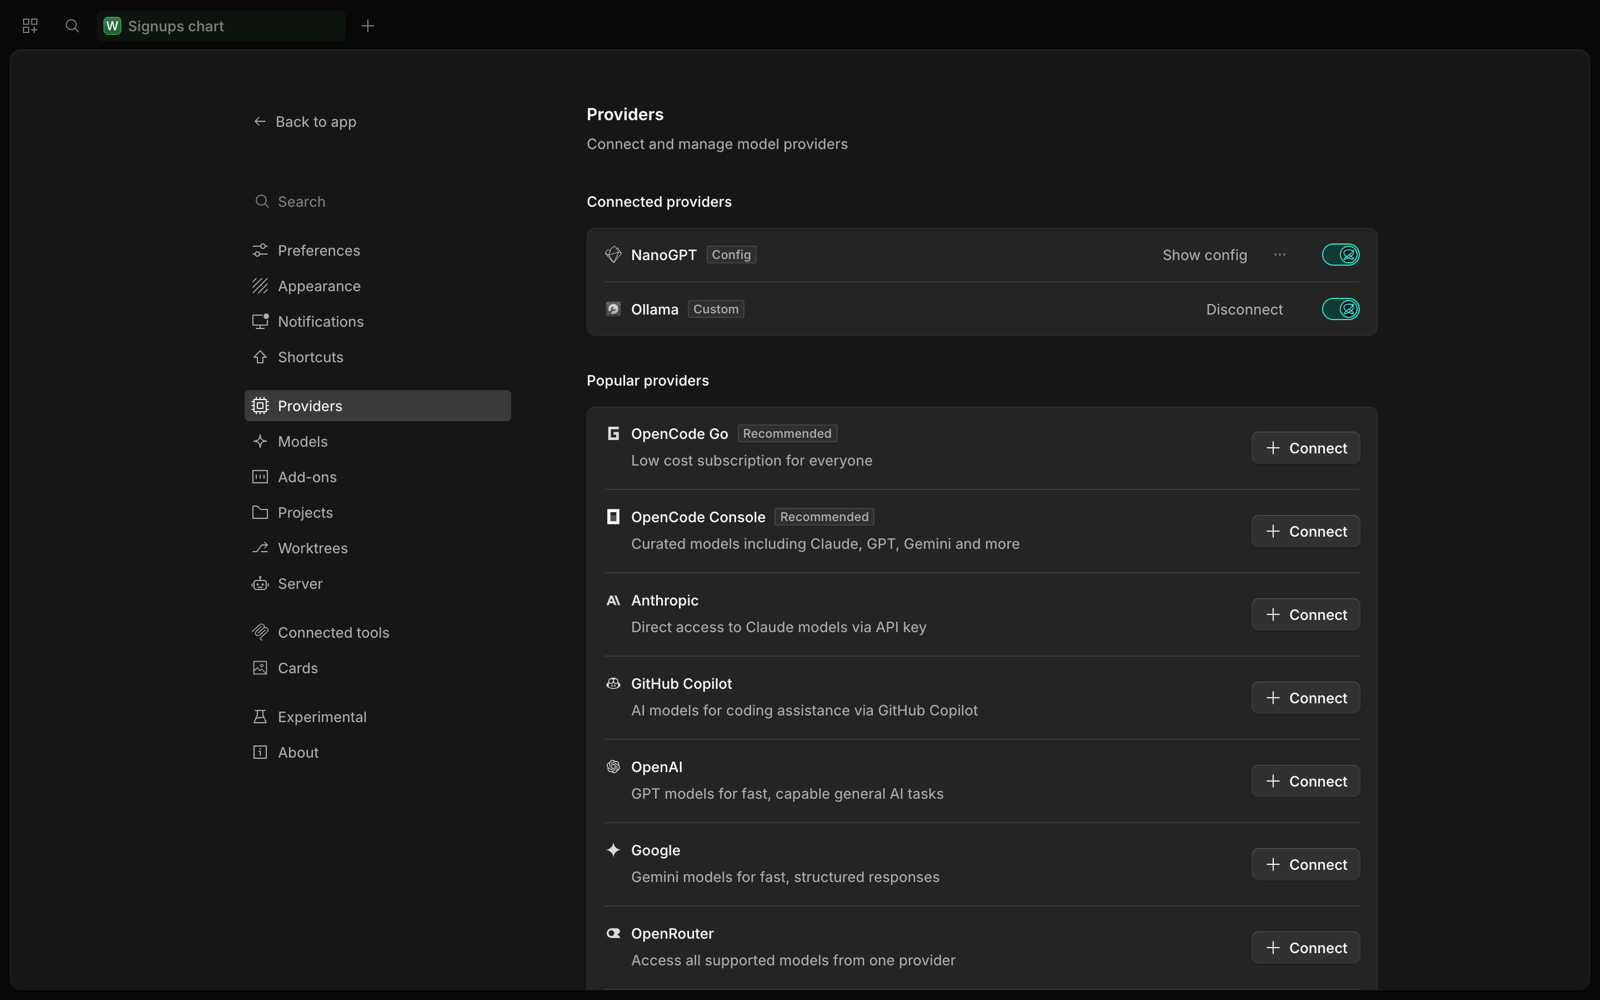 W Signups chart
Back to app
Search
Preferences
Appearance
Notifications
Shortcuts
Providers
Models
Add-ons
Projects
Worktrees
Server
Connected tools
Cards
Experimental
About
Providers
Connect and manage model providers
Connected providers
NanoGPT Config Show config ···
Ollama Custom Disconnect
Popular providers
OpenCode Go Recommended
Low cost subscription for everyone
Connect
OpenCode Console Recommended
Curated models including Claude, GPT, Gemini and more
Connect
Anthropic
Direct access to Claude models via API key
Connect
GitHub Copilot
AI models for coding assistance via GitHub Copilot
Connect
OpenAI
GPT models for fast, capable general AI tasks
Connect
Google
Gemini models for fast, structured responses
Connect
OpenRouter
Access all supported models from one provider
Connect